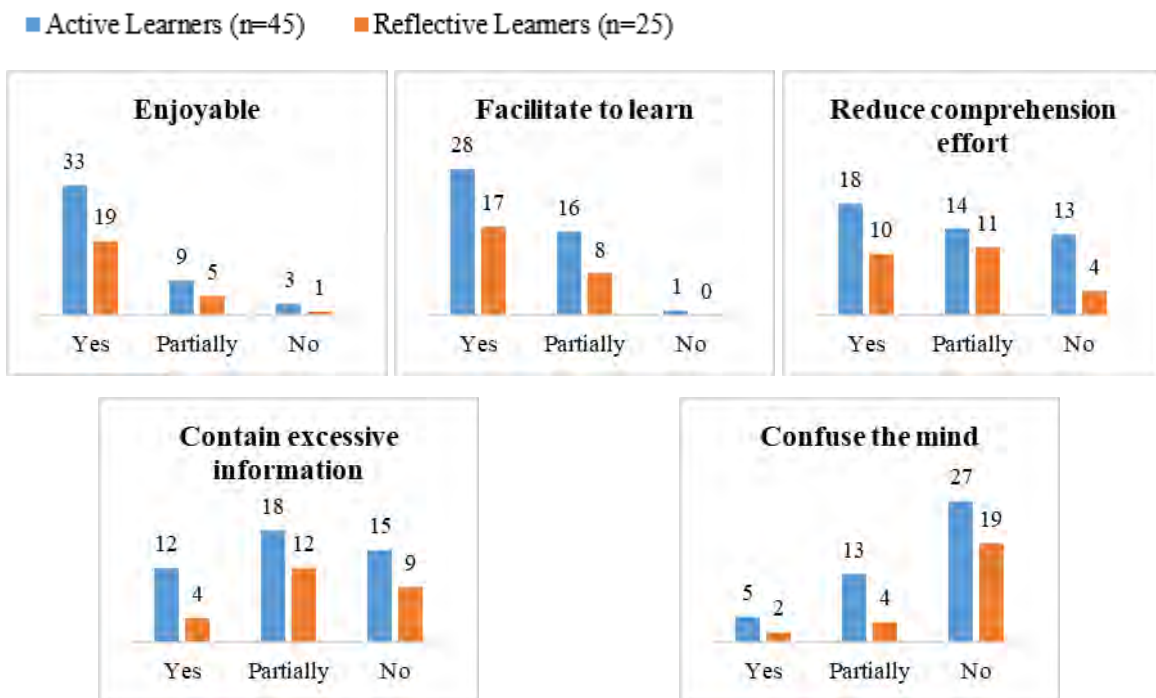 Active Learners (n=45) Reflective Learners (n=25)
Enjoyable
33
19
9
5
3
1
Yes Partially No
Facilitate to learn
28
17
16
8
1 0
Yes Partially No
Reduce comprehension
effort
18
10
14
11
13
4
Yes Partially No
Contain excessive
information
12
4
18
12
15
9
Yes Partially No
Confuse the mind
5
2
13
4
27
19
Yes Partially No